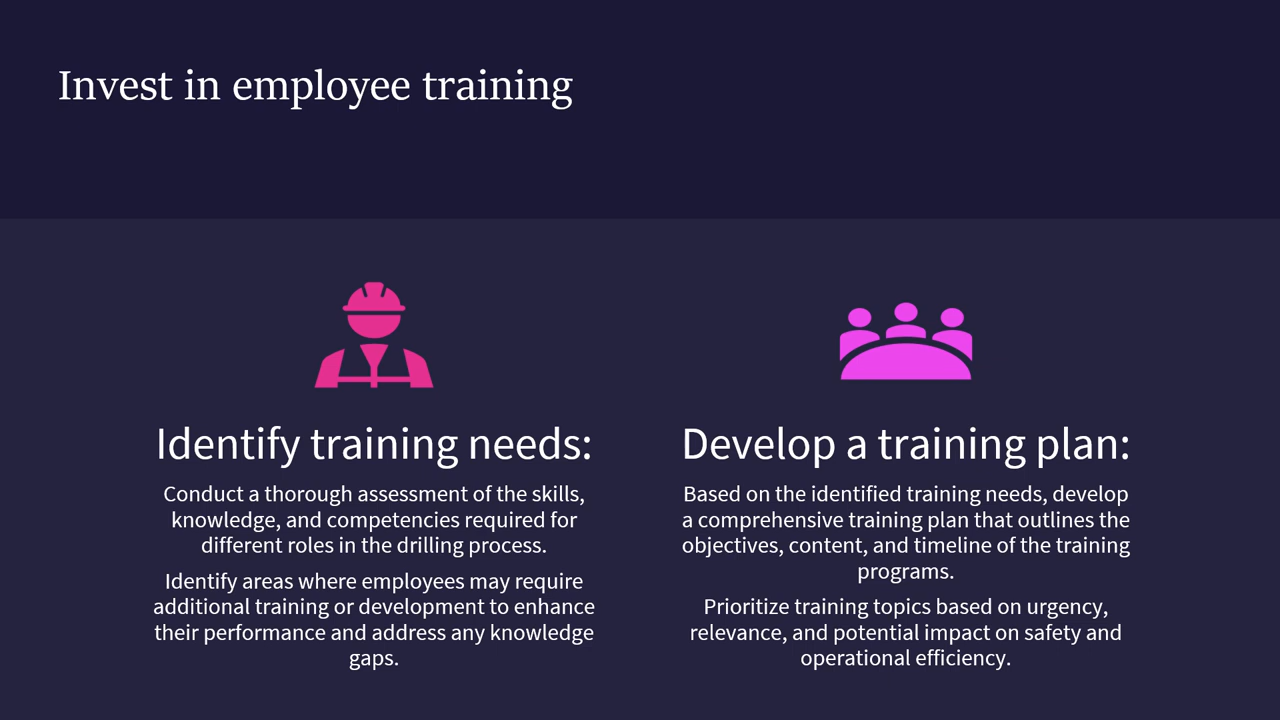 Invest in employee training
Identify training needs:
Conduct a thorough assessment of the skills,
knowledge, and competencies required for
different roles in the drilling process.
Identify areas where employees may require
additional training or development to enhance
their performance and address any knowledge
gaps.
Develop a training plan:
Based on the identified training needs, develop
a comprehensive training plan that outlines the
objectives, content, and timeline of the training
programs.
Prioritize training topics based on urgency,
relevance, and potential impact on safety and
operational efficiency.